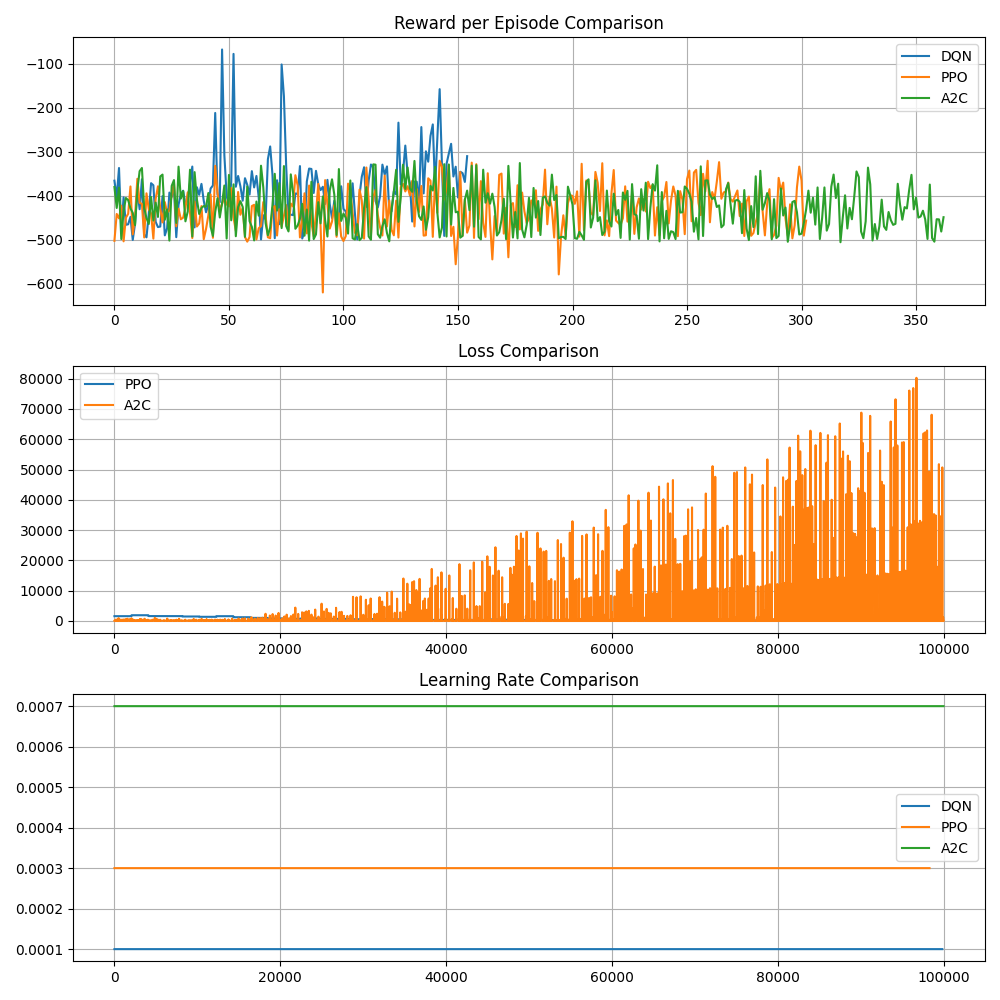 Reward per Episode Comparison
−100
−200
−300
−400
−500
−600
0 50 100 150 200 250 300 350
DQN
PPO
A2C
Loss Comparison
80000
70000
60000
50000
40000
30000
20000
10000
0
0 20000 40000 60000 80000 100000
PPO
A2C
Learning Rate Comparison
0.0007
0.0006
0.0005
0.0004
0.0003
0.0002
0.0001
0 20000 40000 60000 80000 100000
DQN
PPO
A2C